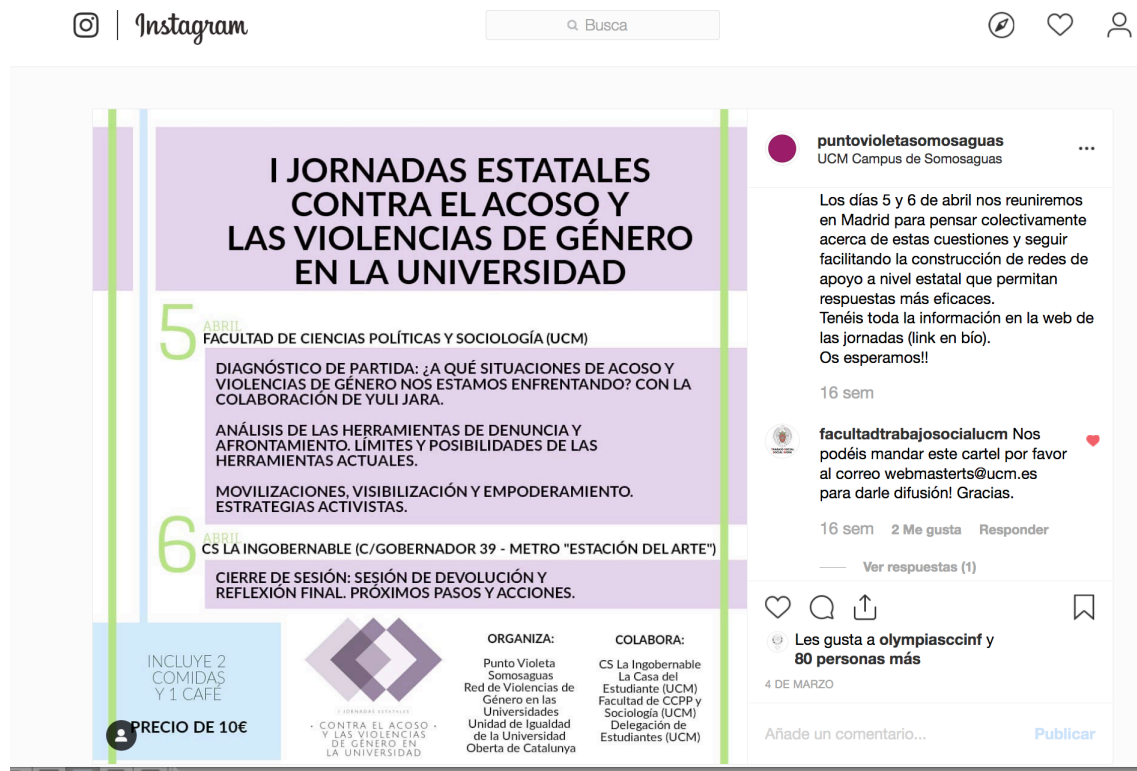 Instagram
Busca
I JORNADAS ESTATALES
CONTRA EL ACOSO Y
LAS VIOLENCIAS DE GÉNERO
EN LA UNIVERSIDAD
5
ABRIL
FACULTAD DE CIENCIAS POLÍTICAS Y SOCIOLOGÍA (UCM)
DIAGNÓSTICO DE PARTIDA: ¿A QUÉ SITUACIONES DE ACOSO Y
VIOLENCIAS DE GÉNERO NOS ESTAMOS ENFRENTANDO? CON LA
COLABORACIÓN DE YULI JARA.
ANÁLISIS DE LAS HERRAMIENTAS DE DENUNCIA Y
AFRONTAMIENTO. LÍMITES Y POSIBILIDADES DE LAS
HERRAMIENTAS ACTUALES.
MOVILIZACIONES, VISIBILIZACIÓN Y EMPODERAMIENTO.
ESTRATEGIAS ACTIVISTAS.
6
ABRIL
CS LA INGOBERNABLE (C/GOBERNADOR 39 - METRO "ESTACIÓN DEL ARTE")
CIERRE DE SESIÓN: SESIÓN DE DEVOLUCIÓN Y
REFLEXIÓN FINAL. PRÓXIMOS PASOS Y ACCIONES.
INCLUYE 2
COMIDAS
Y 1 CAFÉ
PRECIO DE 10€
I JORNADAS ESTATALES
· CONTRA EL ACOSO ·
Y LAS VIOLENCIAS
DE GÉNERO EN
LA UNIVERSIDAD
ORGANIZA:
Punto Violeta
Somosaguas
Red de Violencias de
Género en las
Universidades
Unidad de Igualdad
de la Universidad
Oberta de Catalunya
COLABORA:
CS La Ingobernable
La Casa del
Estudiante (UCM)
Facultad de CCPP y
Sociología (UCM)
Delegación de
Estudiantes (UCM)
puntovioletasomosaguas
UCM Campus de Somosaguas
Los días 5 y 6 de abril nos reuniremos
en Madrid para pensar colectivamente
acerca de estas cuestiones y seguir
facilitando la construcción de redes de
apoyo a nivel estatal que permitan
respuestas más eficaces.
Tenéis toda la información en la web de
las jornadas (link en bío).
Os esperamos!!
16 sem
facultadtrabajosocialucm Nos
podéis mandar este cartel por favor
al correo webmasterts@ucm.es
para darle difusión! Gracias.
16 sem 2 Me gusta Responder
Ver respuestas (1)
Les gusta a olympiasccinf y
80 personas más
4 DE MARZO
Añade un comentario... Publicar